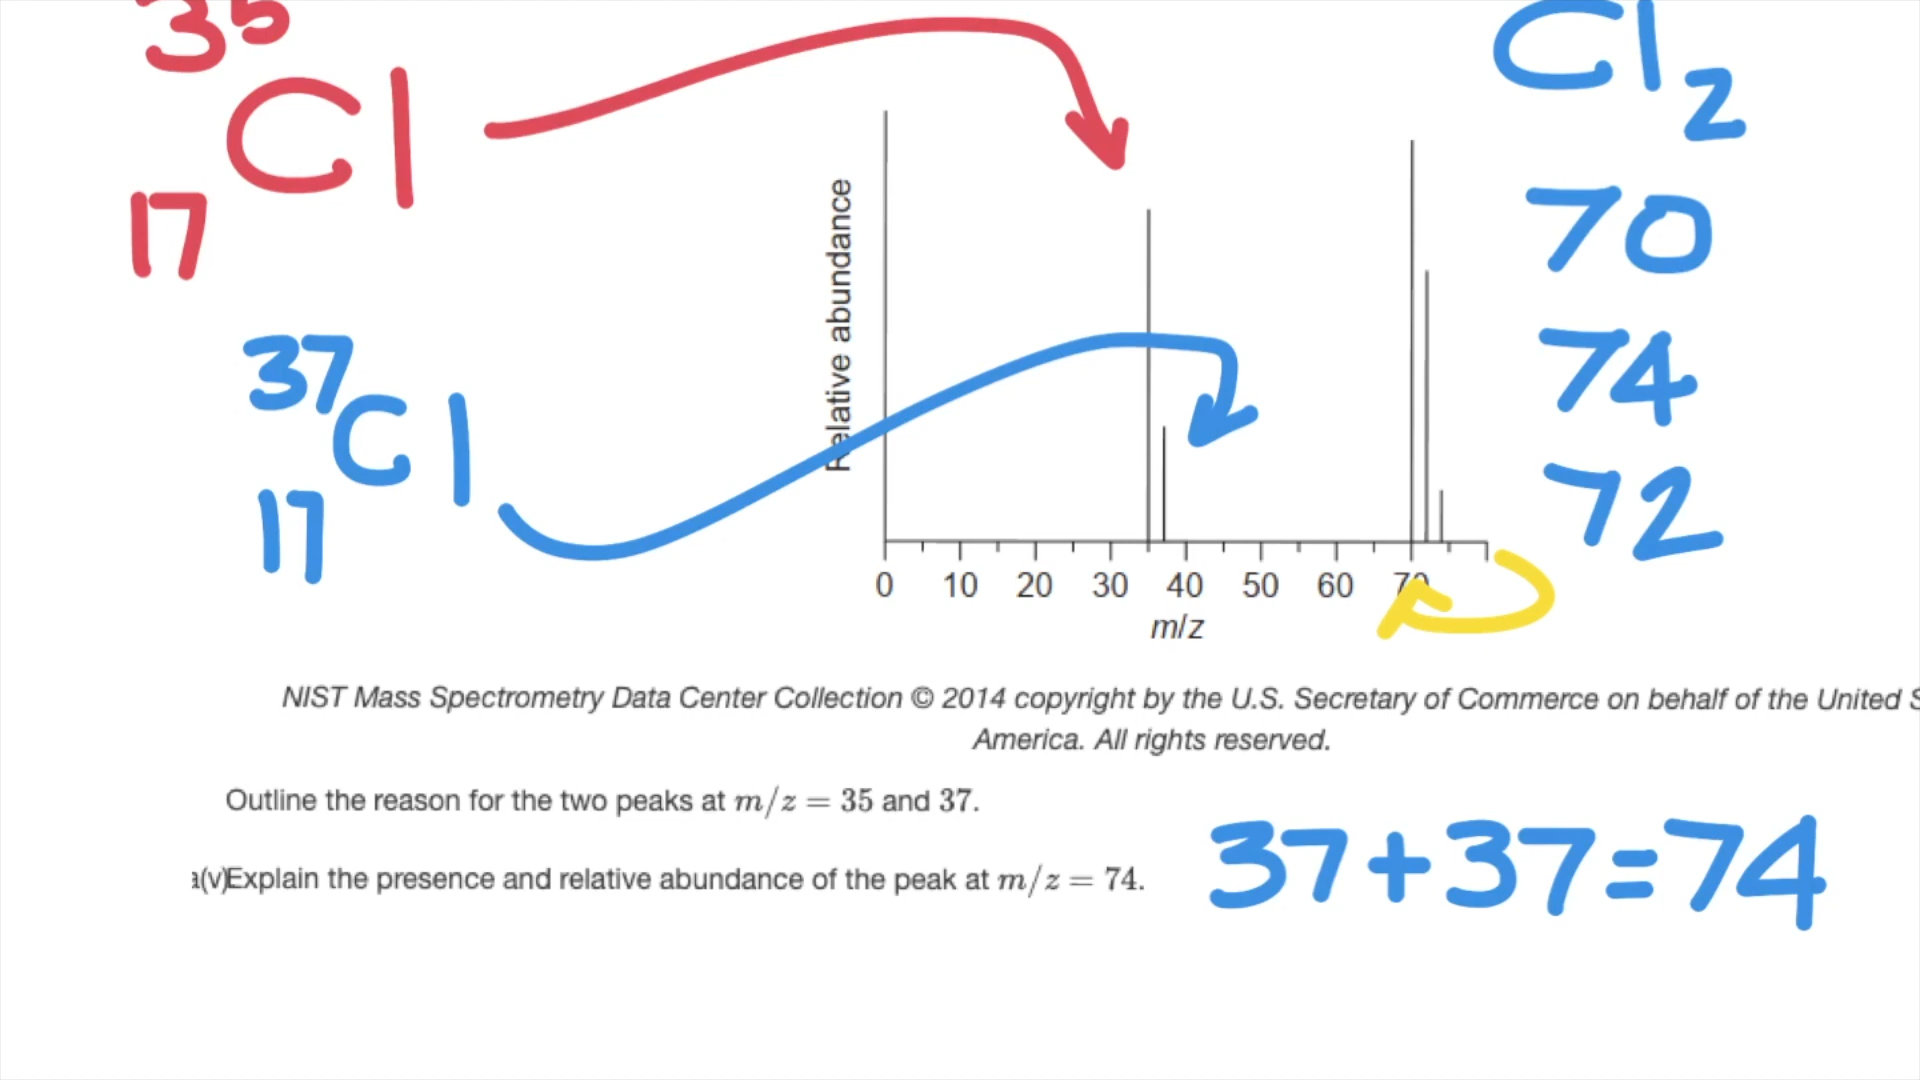 35
Cl
17
37
Cl
17
Relative abundance
0 10 20 30 40 50 60 70
m/z
Cl2
70
74
72
NIST Mass Spectrometry Data Center Collection © 2014 copyright by the U.S. Secretary of Commerce on behalf of the United S
America. All rights reserved.
Outline the reason for the two peaks at m/z = 35 and 37.
a(v)Explain the presence and relative abundance of the peak at m/z = 74.
37+37=74